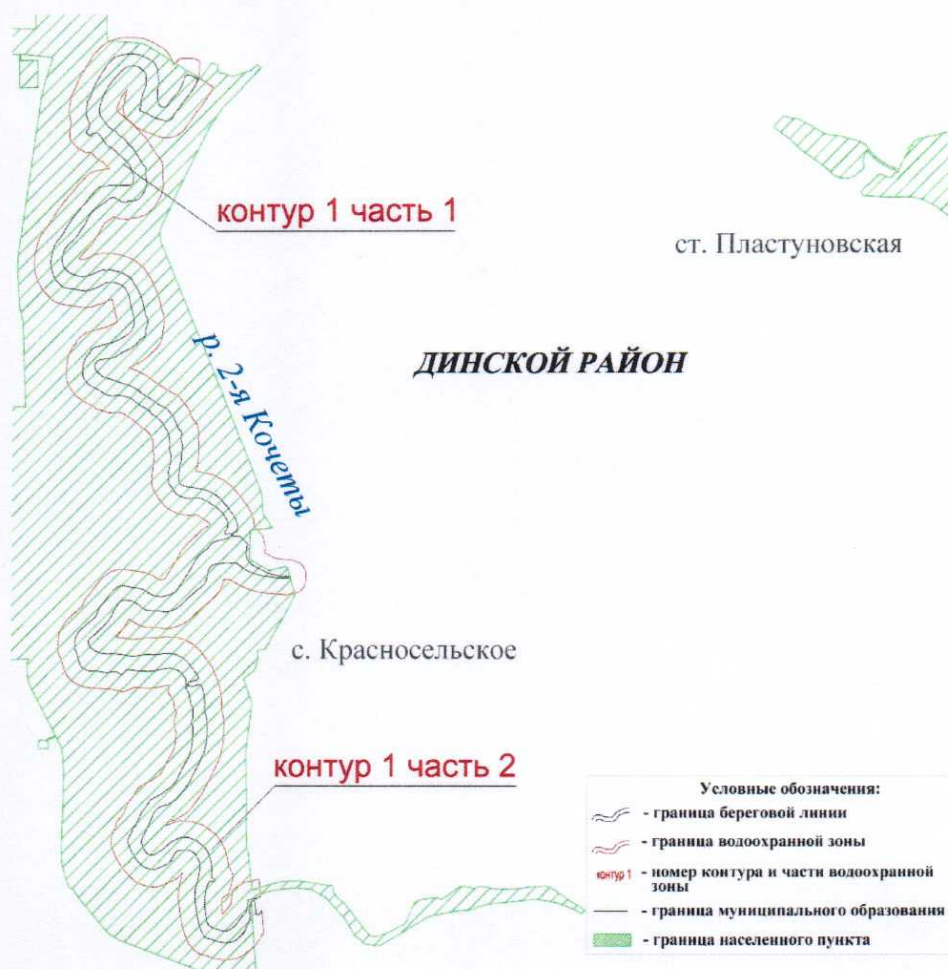 контур 1 часть 1
ст. Пластуновская
р. 2-я Кочеты
ДИНСКОЙ РАЙОН
с. Красносельское
контур 1 часть 2
Условные обозначения:
- граница береговой линии
- граница водоохранной зоны
контур 1 - номер контура и части водоохранной
зоны
- граница муниципального образования
- граница населенного пункта